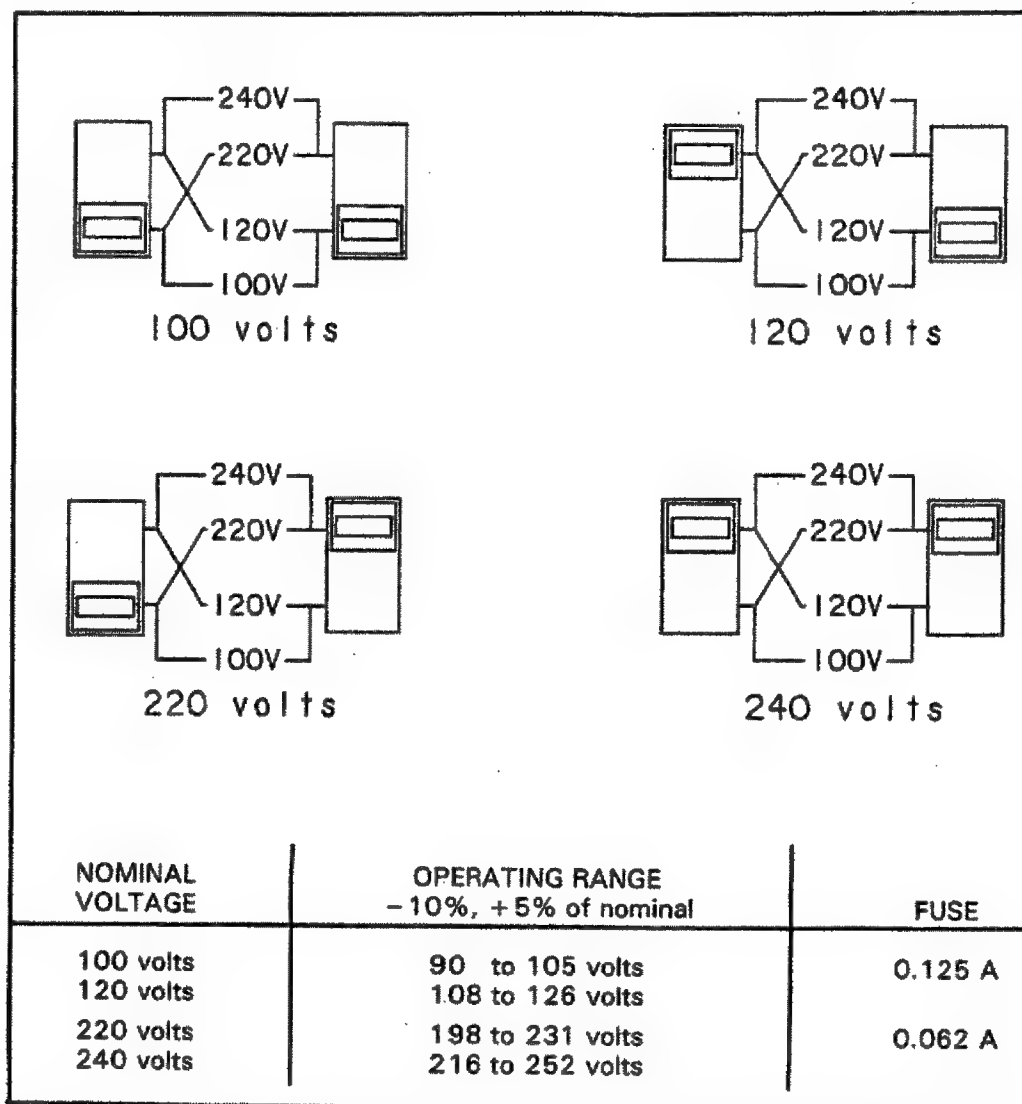 240V
220V
120V
100V
100 volts
240V
220V
120V
100V
120 volts
240V
220V
120V
100V
220 volts
240V
220V
120V
100V
240 volts
NOMINAL
VOLTAGE
OPERATING RANGE
-10%, +5% of nominal
FUSE
100 volts 90 to 105 volts 0.125 A
120 volts 108 to 126 volts
220 volts 198 to 231 volts 0.062 A
240 volts 216 to 252 volts